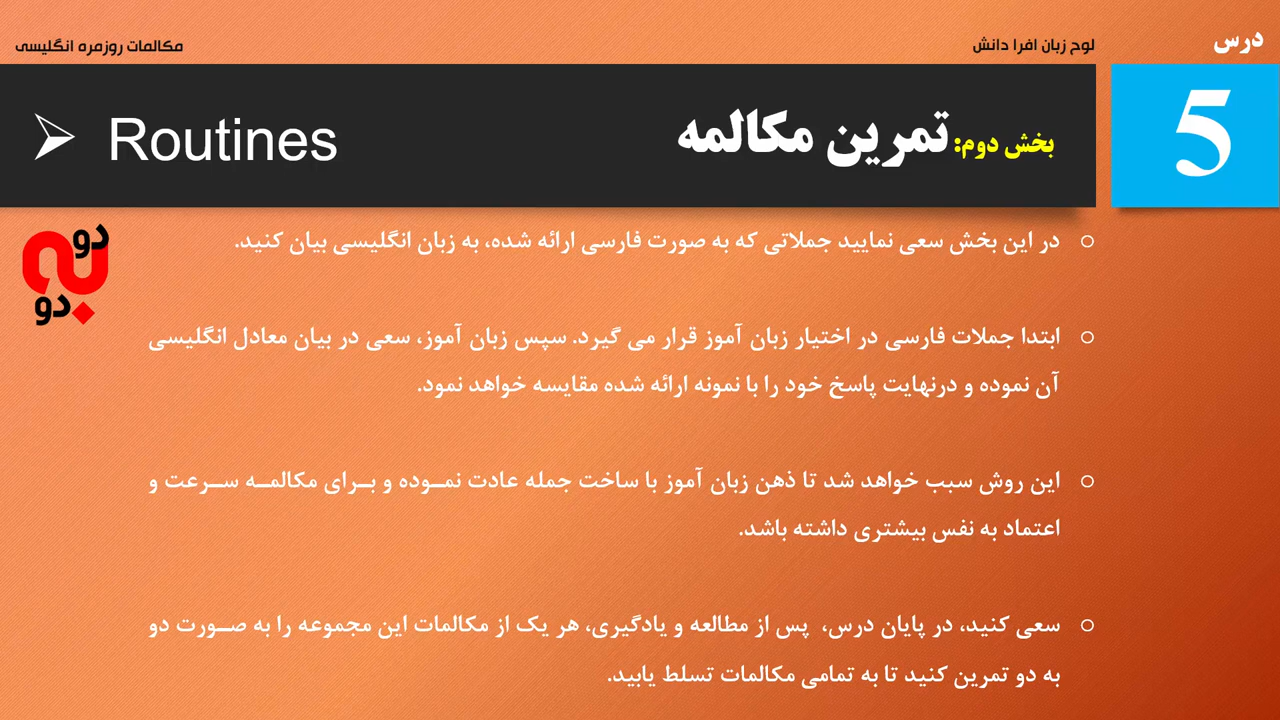 درس
لوح زبان افرا دانش
مکالمات روزمره انگلیسی
5
بخش دوم: تمرین مکالمه
Routines
دو به دو
در این بخش سعی نمایید جملاتی که به صورت فارسی ارائه شده، به زبان انگلیسی بیان کنید.
ابتدا جملات فارسی در اختیار زبان آموز قرار می گیرد. سپس زبان آموز، سعی در بیان معادل انگلیسی
آن نموده و درنهایت پاسخ خود را با نمونه ارائه شده مقایسه خواهد نمود.
این روش سبب خواهد شد تا ذهن زبان آموز با ساخت جمله عادت نمـوده و بـرای مکالمـه سـرعت و
اعتماد به نفس بیشتری داشته باشد.
سعی کنید، در پایان درس، پس از مطالعه و یادگیری، هر یک از مکالمات این مجموعه را به صـورت دو
به دو تمرین کنید تا به تمامی مکالمات تسلط یابید.